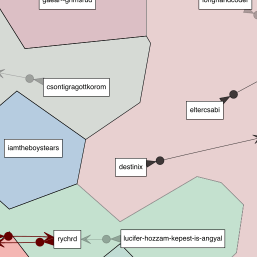 csontigragottkorom
eltercsabi
iamtheboystears
destinix
rychrd
lucifer-hozzam-kepest-is-angyal